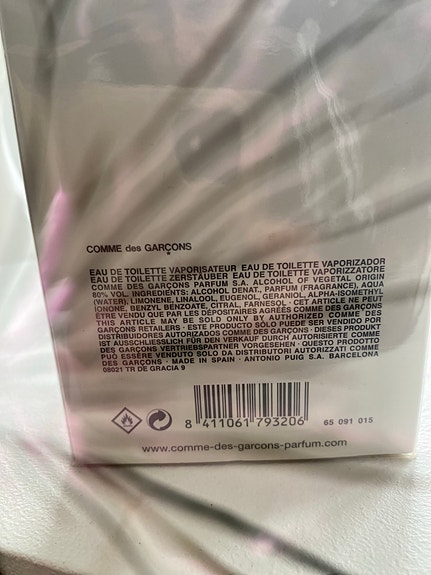 COMME des GARÇONS
EAU DE TOILETTE VAPORISATEUR EAU DE TOILETTE VAPORIZADOR
EAU DE TOILETTE ZERSTÄUBER EAU DE TOILETTE VAPORIZZATORE
COMME DES GARÇONS PARFUM S.A. ALCOHOL OF VEGETAL ORIGIN
80% VOL. INGREDIENTS: ALCOHOL DENAT., PARFUM (FRAGRANCE), AQUA
(WATER), LIMONENE, LINALOOL, EUGENOL, GERANIOL, ALPHA-ISOMETHYL
IONONE, BENZYL BENZOATE, CITRAL, FARNESOL · CET ARTICLE NE PEUT
ÊTRE VENDU QUE PAR LES DÉPOSITAIRES AGRÉÉS COMME DES GARÇONS
THIS ARTICLE MAY BE SOLD ONLY BY AUTHORIZED COMME DES
GARÇONS RETAILERS · ESTE PRODUCTO SÓLO PUEDE SER VENDIDO POR
DISTRIBUIDORES AUTORIZADOS COMME DES GARÇONS · DIESES PRODUKT
IST AUSSCHLIESSLICH FÜR DEN VERKAUF DURCH AUTORISIERTE COMME
DES GARÇONS VERTRIEBSPARTNER VORGESEHEN · QUESTO PRODOTTO
PUÒ ESSERE VENDUTO SOLO DA DISTRIBUTORI AUTORIZZATI COMME
DES GARÇONS · MADE IN SPAIN · ANTONIO PUIG S.A. BARCELONA
08021 TR DE GRACIA 9
8 411061 793206
65 091 015
www.comme-des-garcons-parfum.com